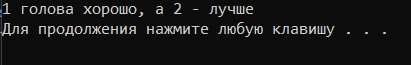 1 голова хорошо, а 2 - лучше
Для продолжения нажмите любую клавишу . . .